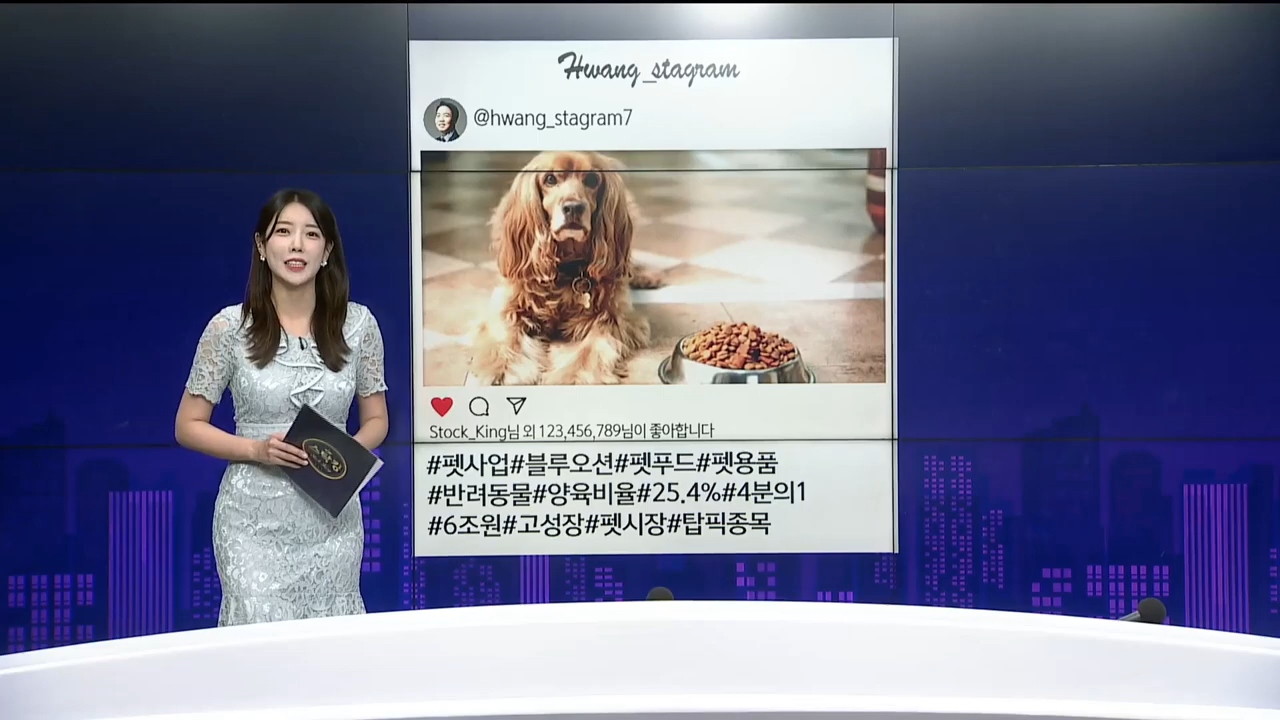 Hwang_stagram
@hwang_stagram7
Stock_King님 외 123,456,789님이 좋아합니다
#펫사업#블루오션#펫푸드#펫용품
#반려동물#양육비율#25.4%#4분의1
#6조원#고성장#펫시장#탑픽종목